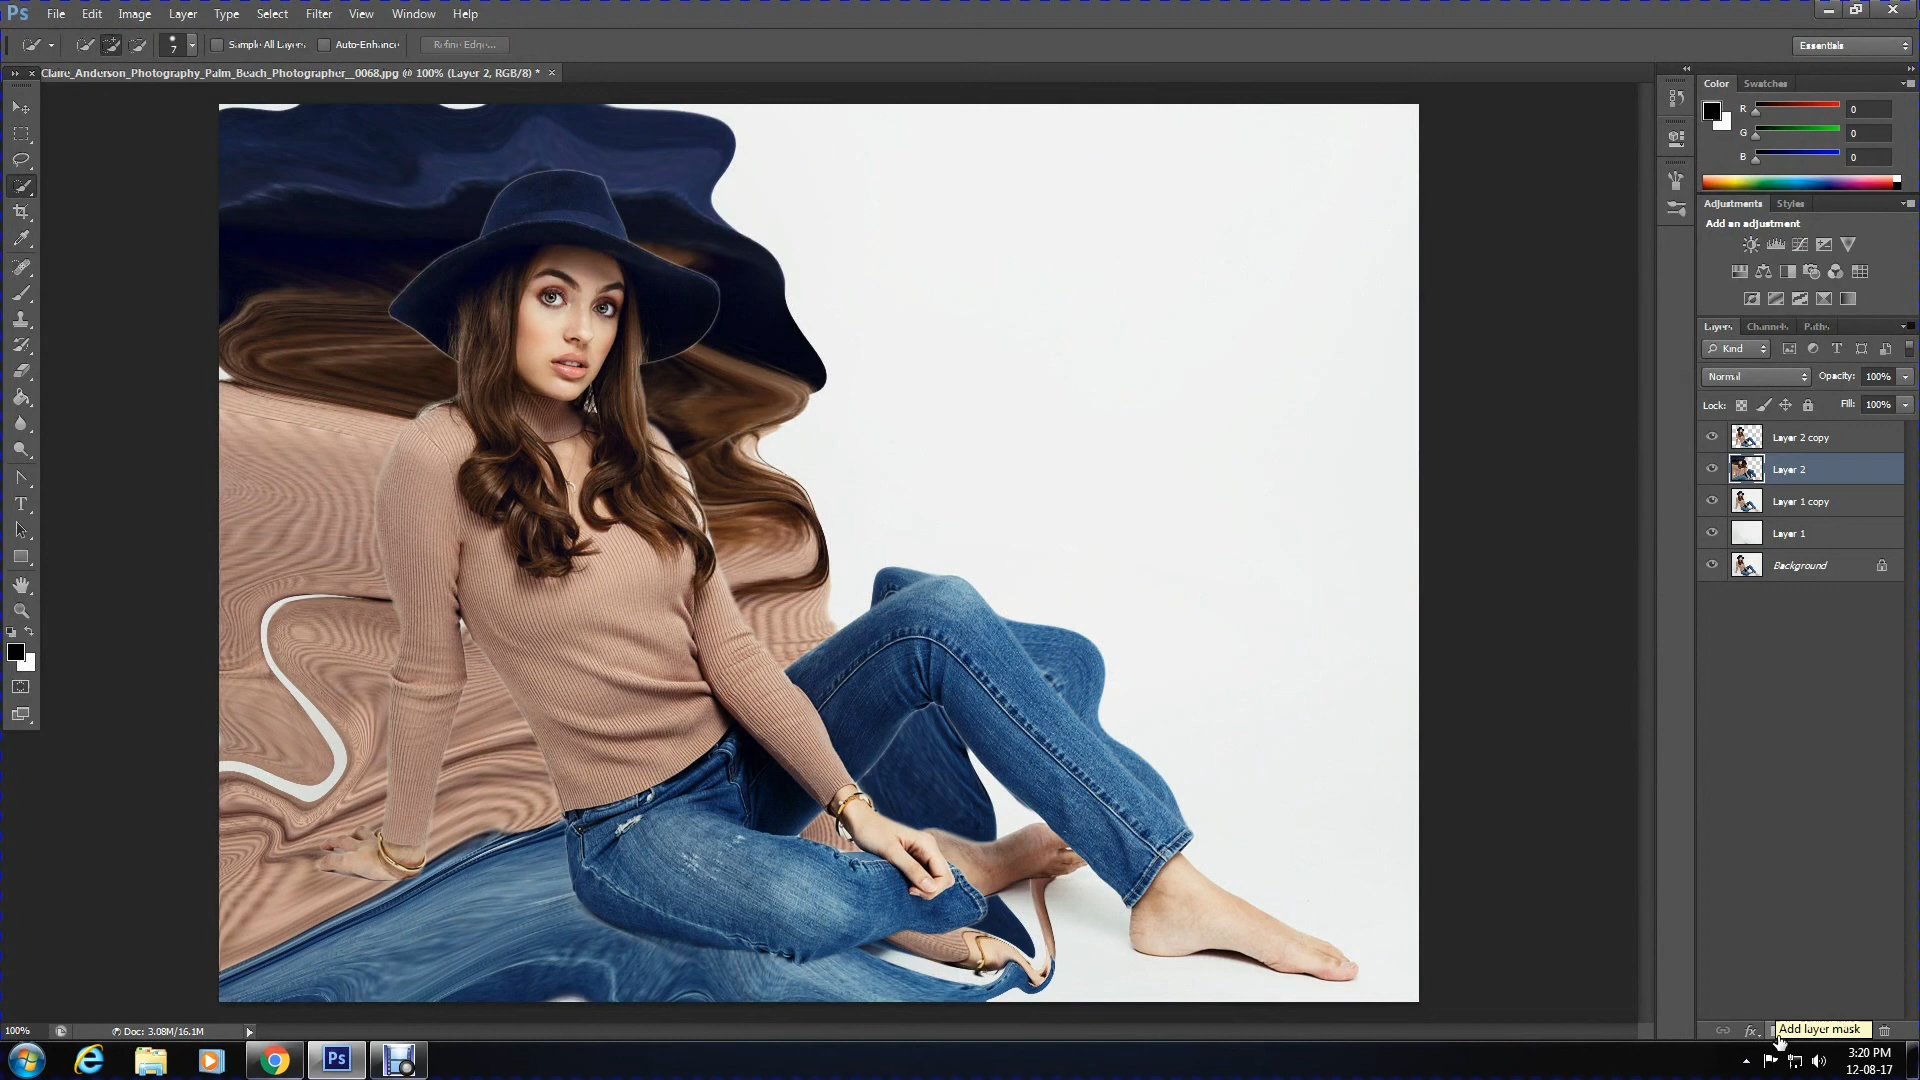 Ps File Edit Image Layer Type Select Filter View Window Help
7 Sample All Layers Auto-Enhance Refine Edge... Essentials
Claire_Anderson_Photography_Palm_Beach_Photographer__0068.jpg @ 100% (Layer 2, RGB/8) * ×
Color Swatches
R 0
G 0
B 0
Adjustments Styles
Add an adjustment
Layers Channels Paths
Kind
Normal Opacity: 100%
Lock: Fill: 100%
Layer 2 copy
Layer 2
Layer 1 copy
Layer 1
Background
100% Doc: 3.08M/16.1M
fx Add layer mask
Ps
3:20 PM
12-08-17